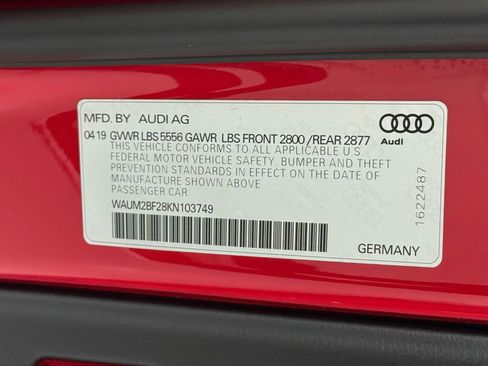 MFD. BY AUDI AG
04 19 GVWR LBS 5556 GAWR LBS FRONT 2800 /REAR 2877
THIS VEHICLE CONFORMS TO ALL APPLICABLE U.S.
FEDERAL MOTOR VEHICLE SAFETY, BUMPER AND THEFT
PREVENTION STANDARDS IN EFFECT ON THE DATE OF
MANUFACTURE SHOWN ABOVE
PASSENGER CAR
WAUM2BF28KN103749
Audi
1622487
GERMANY